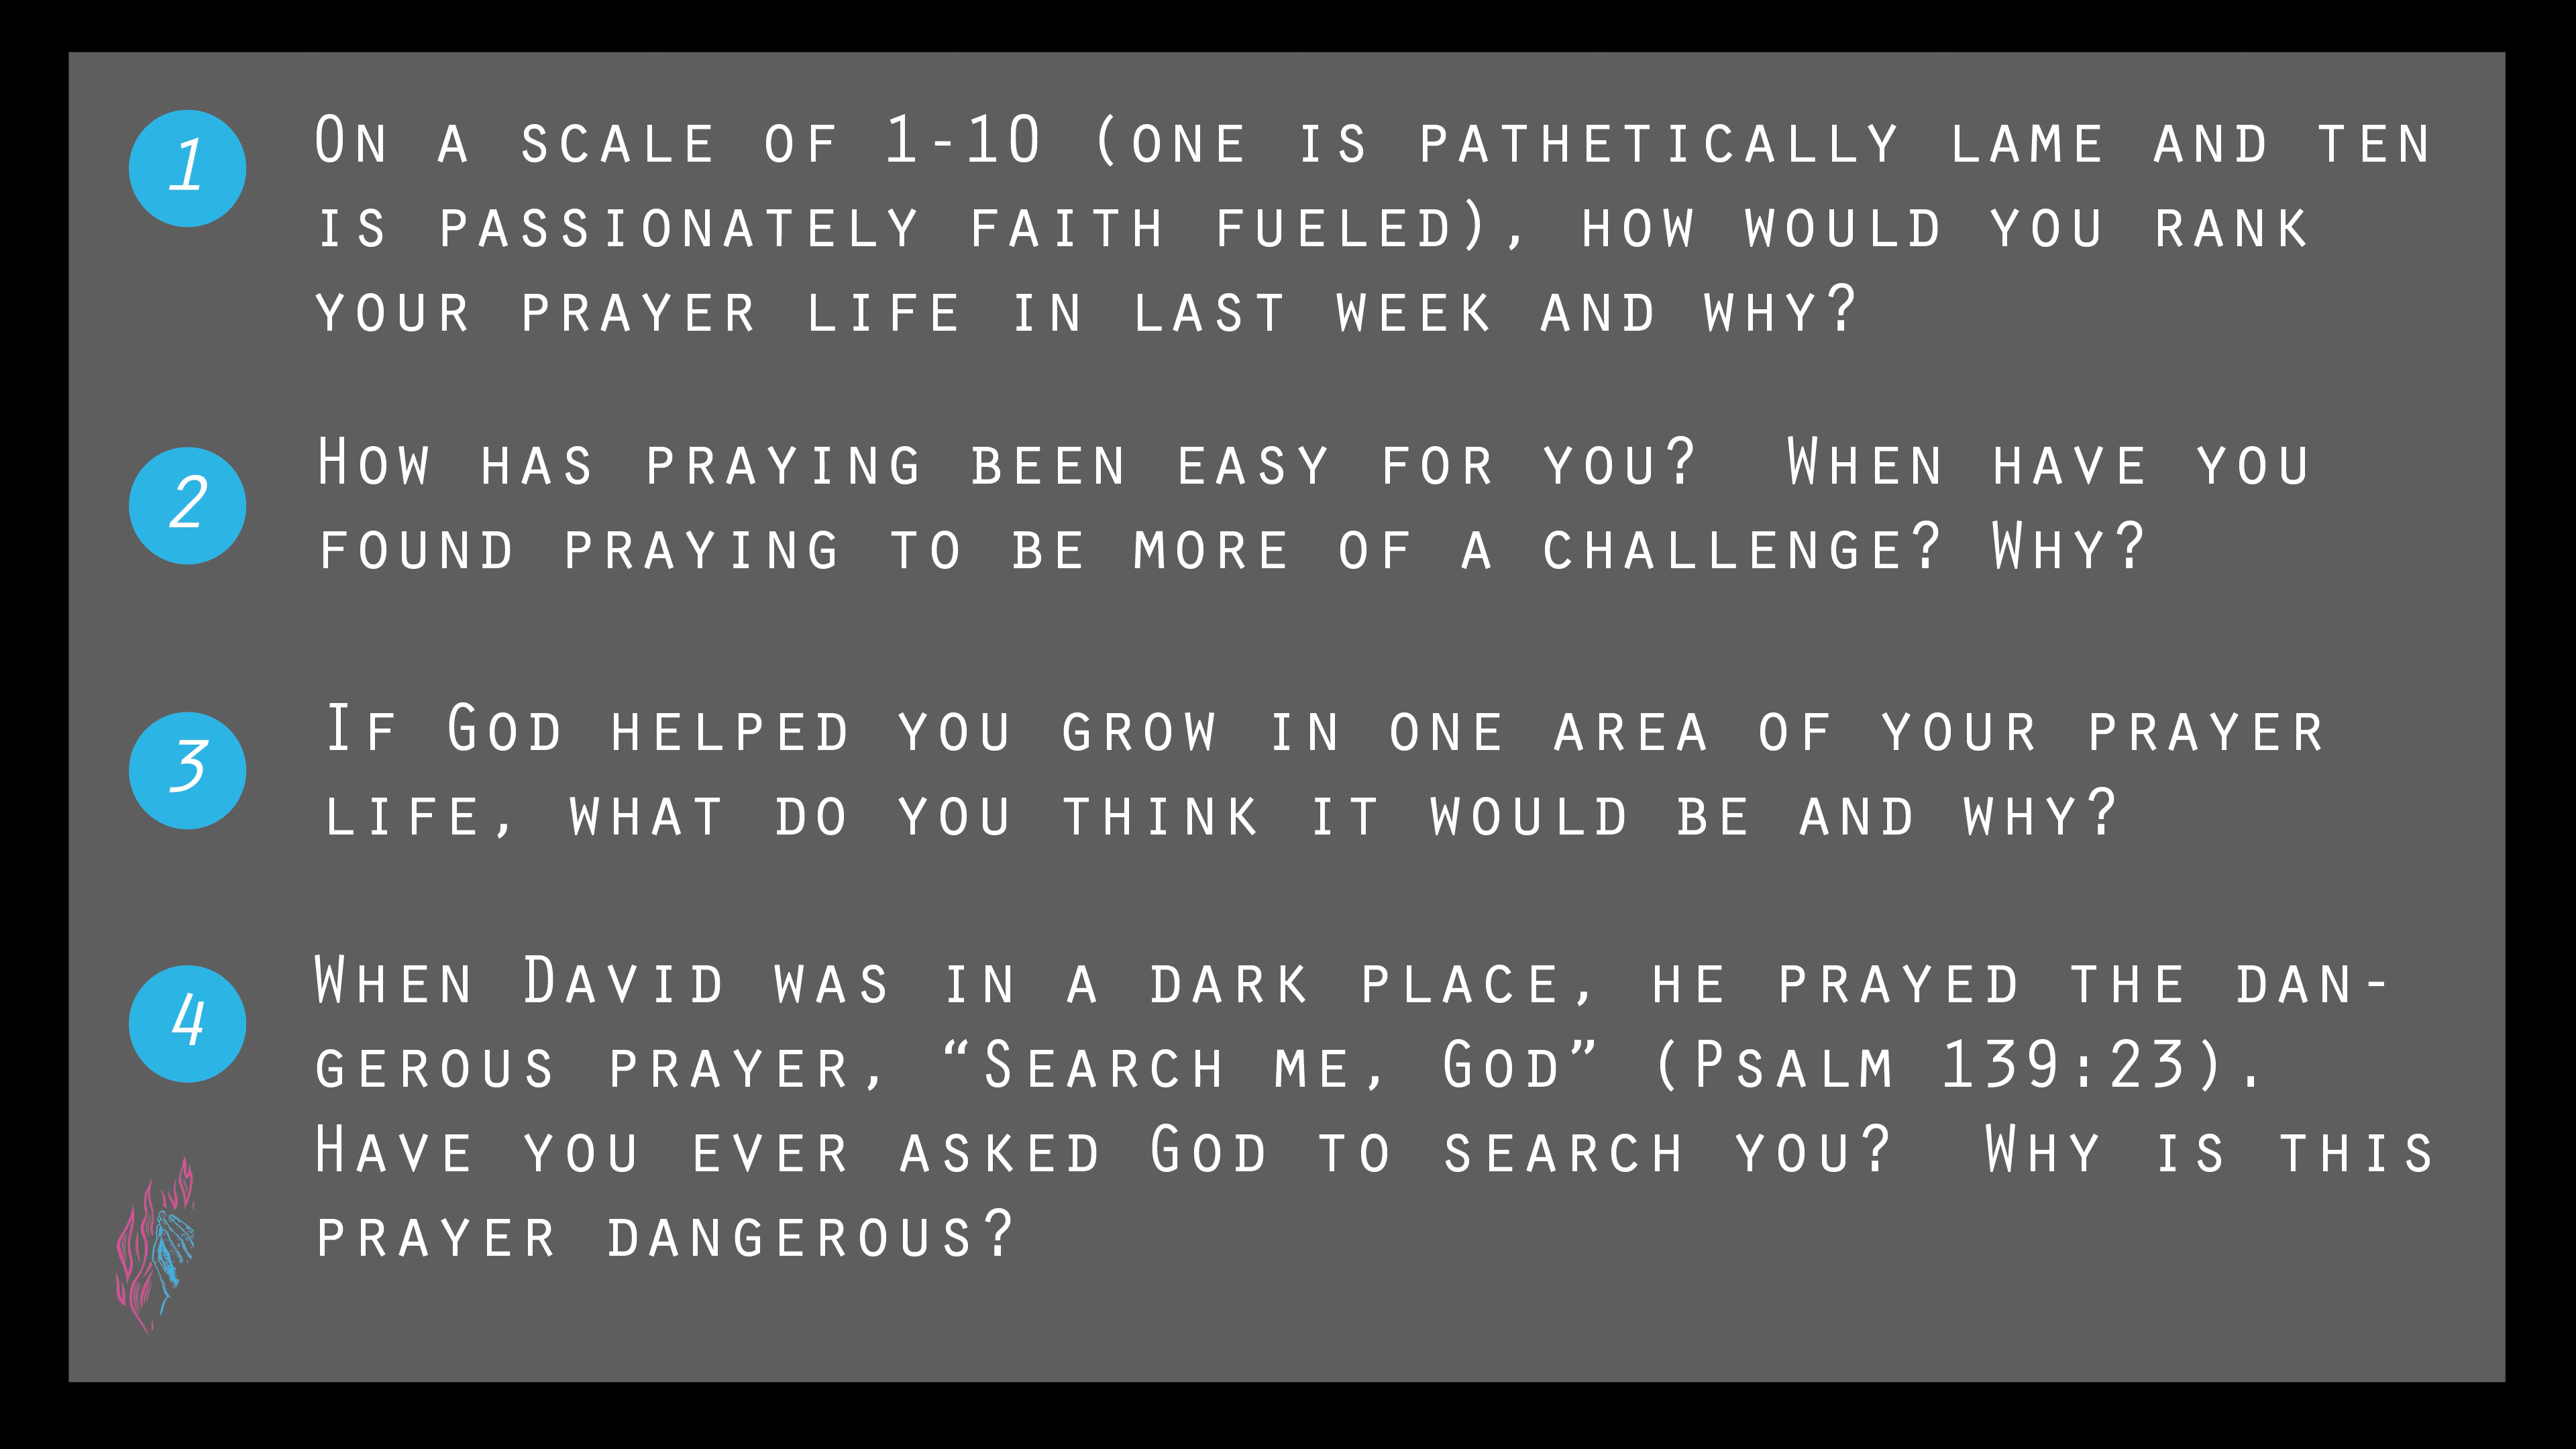 1 On a scale of 1-10 (one is pathetically lame and ten
is passionately faith fueled), how would you rank
your prayer life in last week and why?
2 How has praying been easy for you?  When have you
found praying to be more of a challenge? Why?
3 If God helped you grow in one area of your prayer
life, what do you think it would be and why?
4 When David was in a dark place, he prayed the dan-
gerous prayer, “Search me, God” (Psalm 139:23).
Have you ever asked God to search you?  Why is this
prayer dangerous?